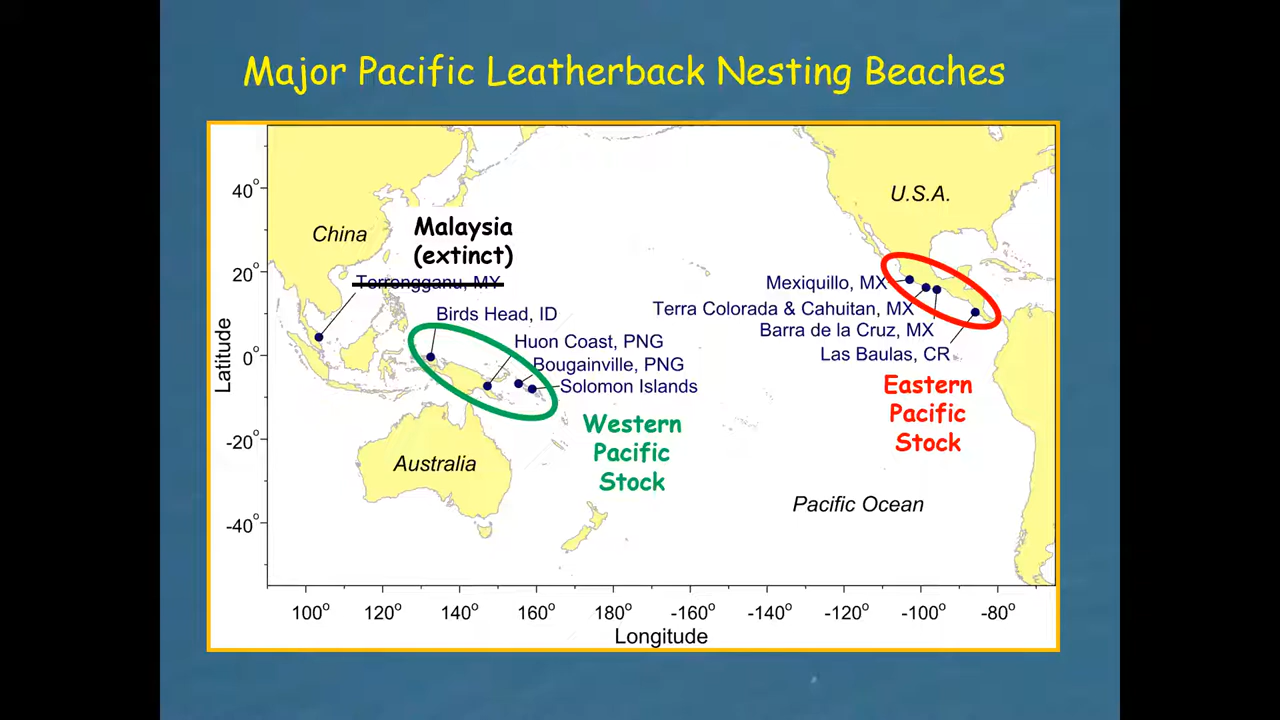 Major Pacific Leatherback Nesting Beaches
40°
20°
0°
-20°
-40°
Latitude
China
Malaysia
(extinct)
Torrongganu, MY
Birds Head, ID
Huon Coast, PNG
Bougainville, PNG
Solomon Islands
Western
Pacific
Stock
Australia
U.S.A.
Mexiquillo, MX
Terra Colorada & Cahuitan, MX
Barra de la Cruz, MX
Las Baulas, CR
Eastern
Pacific
Stock
Pacific Ocean
100° 120° 140° 160° 180° -160° -140° -120° -100° -80°
Longitude